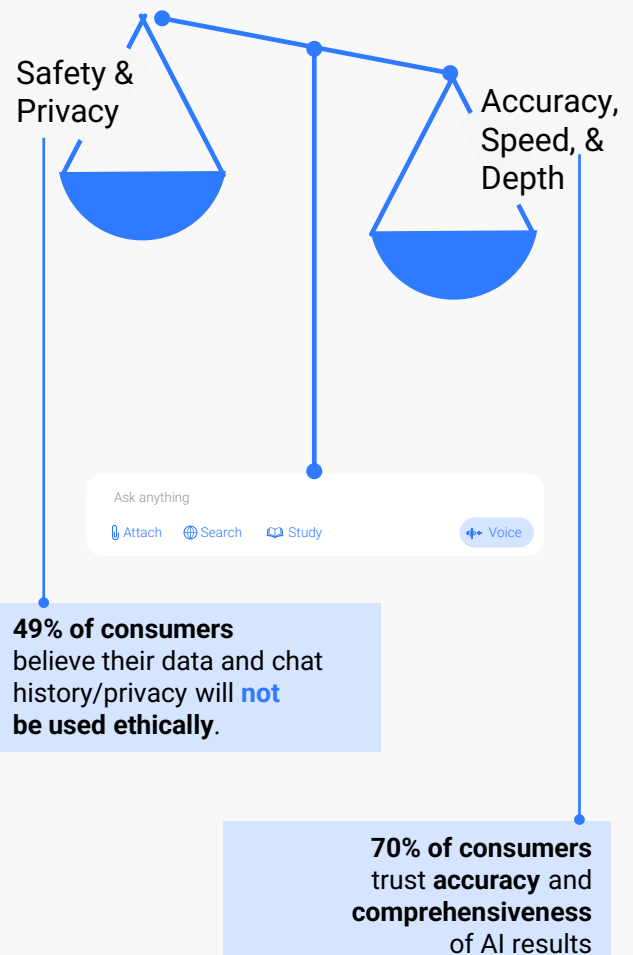 Safety &
Privacy
Accuracy,
Speed, &
Depth
Ask anything
Attach
Search
Study
Voice
49% of consumers
believe their data and chat
history/privacy will not
be used ethically.
70% of consumers
trust accuracy and
comprehensiveness
of AI results